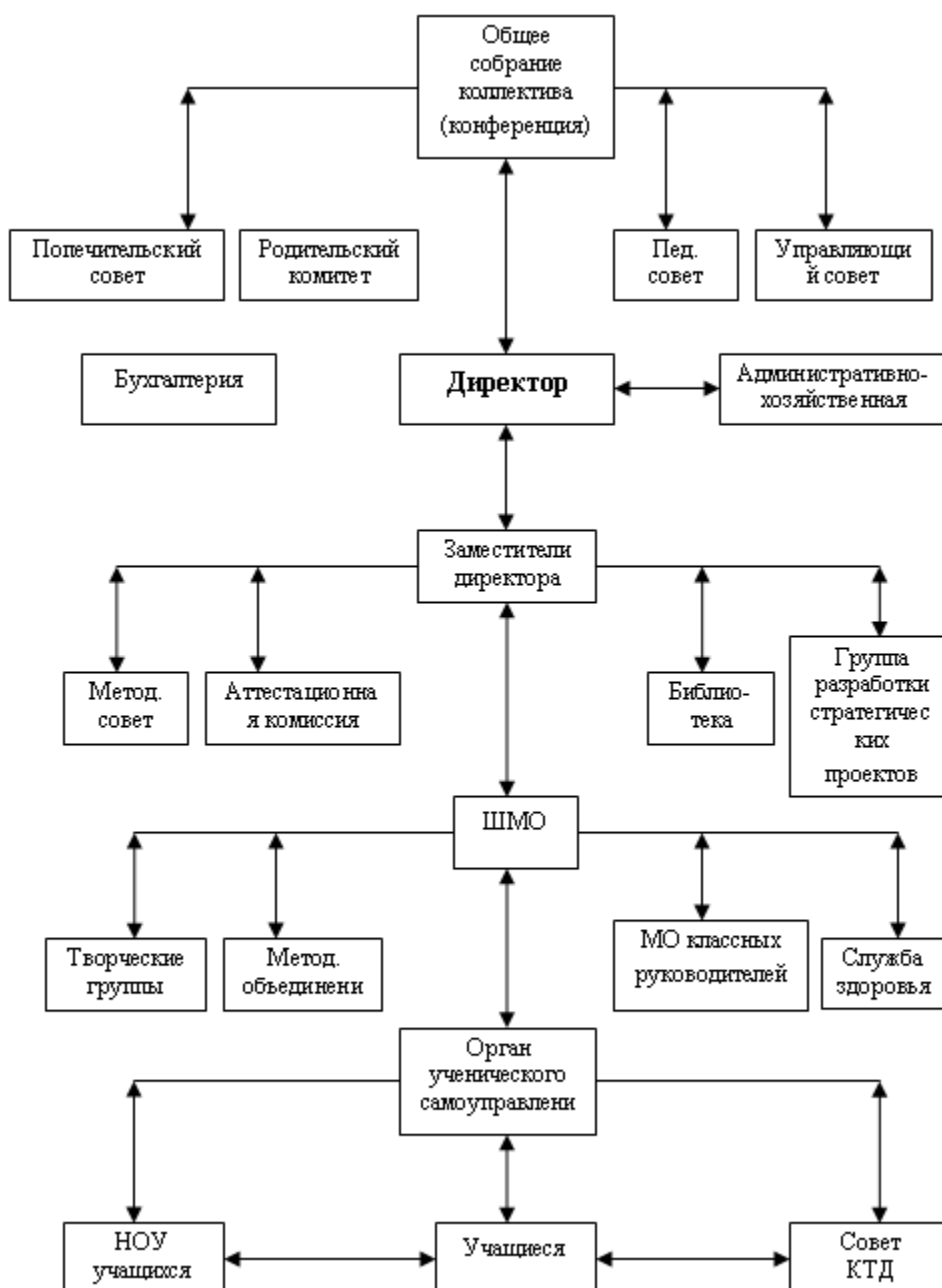 Общее
собрание
коллектива
(конференция)
Попечительский
совет
Родительский
комитет
Пед.
совет
Управляющи
й совет
Бухгалтерия
Директор
Административно-
хозяйственная
Заместители
директора
Метод.
совет
Аттестационна
я комиссия
Библио-
тека
Группа
разработки
стратегичес
ких
проектов
ШМО
Творческие
группы
Метод.
объединени
МО классных
руководителей
Служба
здоровья
Орган
ученического
самоуправлени
НОУ
учащихся
Учащиеся
Совет
КТД